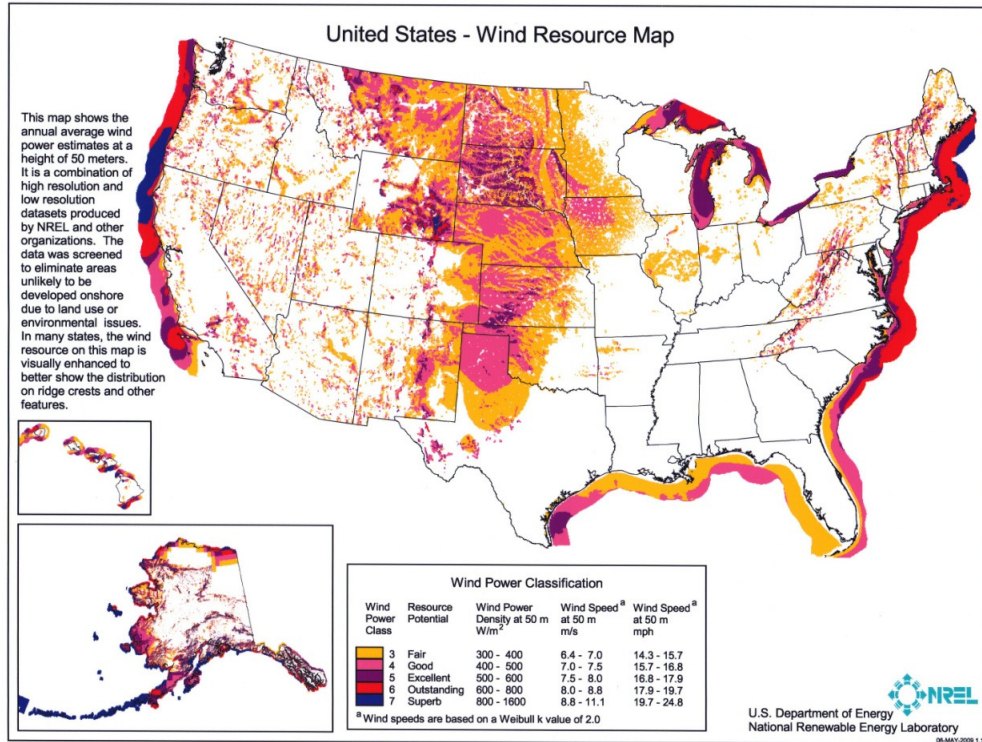 United States - Wind Resource Map
This map shows the
annual average wind
power estimates at a
height of 50 meters.
It is a combination of
high resolution and
low resolution
datasets produced
by NREL and other
organizations. The
data was screened
to eliminate areas
unlikely to be
developed onshore
due to land use or
environmental issues.
In many states, the wind
resource on this map is
visually enhanced to
better show the distribution
on ridge crests and other
features.
Wind Power Classification
Wind Power Class Resource Potential Wind Power Density at 50 m W/m² Wind Speed a at 50 m m/s Wind Speed a at 50 m mph
3 Fair 300 - 400 6.4 - 7.0 14.3 - 15.7
4 Good 400 - 500 7.0 - 7.5 15.7 - 16.8
5 Excellent 500 - 600 7.5 - 8.0 16.8 - 17.9
6 Outstanding 600 - 800 8.0 - 8.8 17.9 - 19.7
7 Superb 800 - 1600 8.8 - 11.1 19.7 - 24.8
a Wind speeds are based on a Weibull k value of 2.0
NREL
U.S. Department of Energy
National Renewable Energy Laboratory